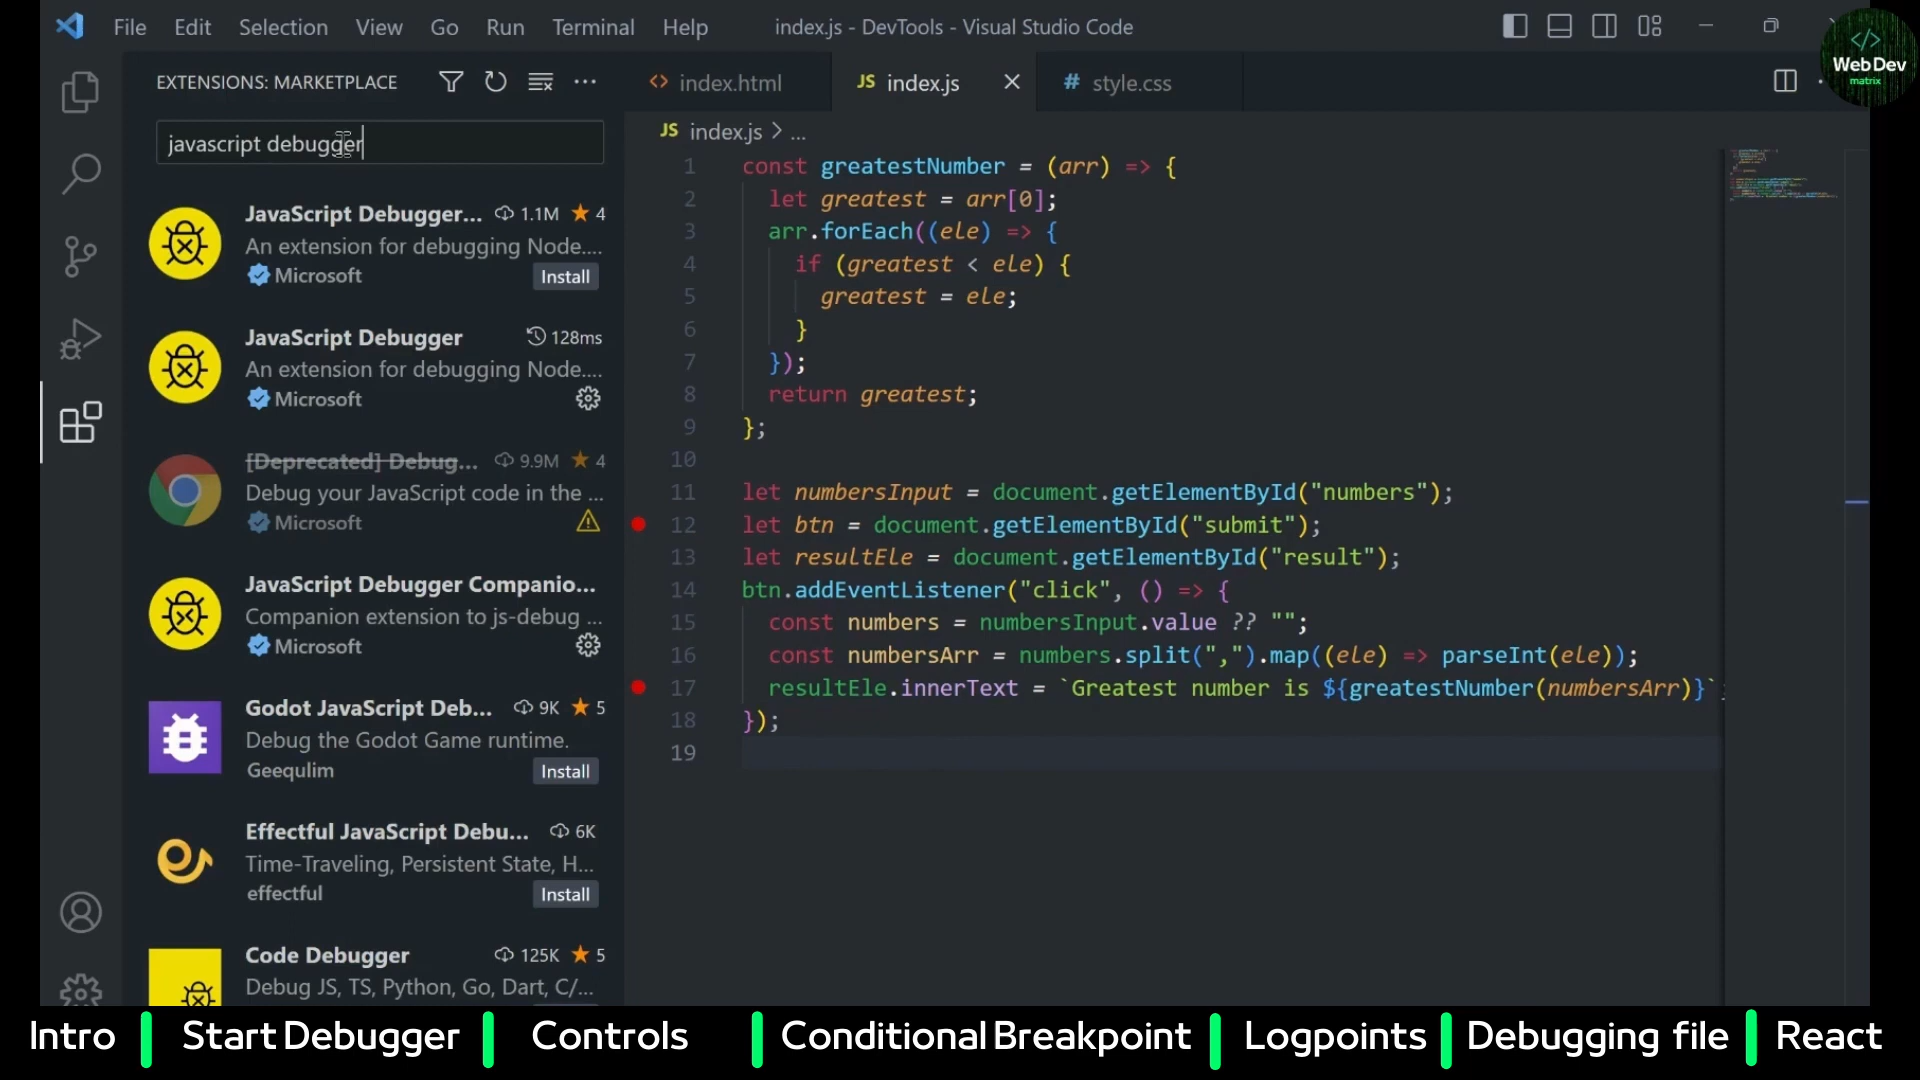 File Edit Selection View Go Run Terminal Help index.js - DevTools - Visual Studio Code
</>
WebDev
matrix
EXTENSIONS: MARKETPLACE
javascript debugger
JavaScript Debugger... 1.1M 4
An extension for debugging Node....
Microsoft Install
JavaScript Debugger 128ms
An extension for debugging Node....
Microsoft
[Deprecated] Debug... 9.9M 4
Debug your JavaScript code in the ...
Microsoft
JavaScript Debugger Companio...
Companion extension to js-debug ...
Microsoft
Godot JavaScript Deb... 9K 5
Debug the Godot Game runtime.
Geequlim Install
Effectful JavaScript Debu... 6K
Time-Traveling, Persistent State, H...
effectful Install
Code Debugger 125K 5
Debug JS, TS, Python, Go, Dart, C/...
<> index.html JS index.js # style.css
JS index.js > ...
1 const greatestNumber = (arr) => {
2 let greatest = arr[0];
3 arr.forEach((ele) => {
4 if (greatest < ele) {
5 greatest = ele;
6 }
7 });
8 return greatest;
9 };
10
11 let numbersInput = document.getElementById("numbers");
12 let btn = document.getElementById("submit");
13 let resultEle = document.getElementById("result");
14 btn.addEventListener("click", () => {
15 const numbers = numbersInput.value ?? "";
16 const numbersArr = numbers.split(",").map((ele) => parseInt(ele));
17 resultEle.innerText = `Greatest number is ${greatestNumber(numbersArr)}`;
18 });
19
Intro Start Debugger Controls Conditional Breakpoint Logpoints Debugging file React